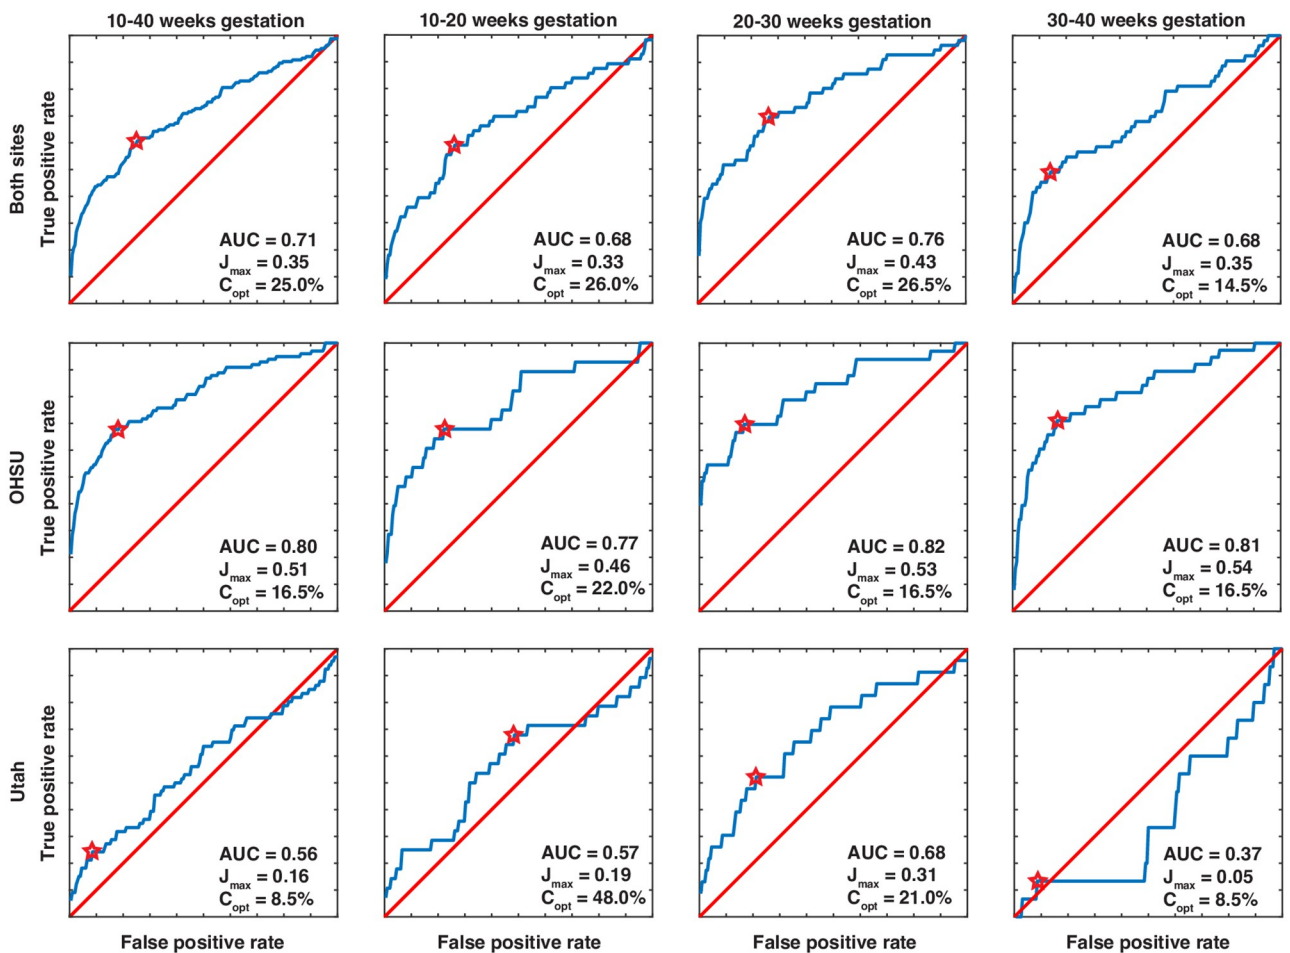 10-40 weeks gestation
10-20 weeks gestation
20-30 weeks gestation
30-40 weeks gestation
Both sites
True positive rate
AUC = 0.71
Jmax = 0.35
Copt = 25.0%
AUC = 0.68
Jmax = 0.33
Copt = 26.0%
AUC = 0.76
Jmax = 0.43
Copt = 26.5%
AUC = 0.68
Jmax = 0.35
Copt = 14.5%
OHSU
True positive rate
AUC = 0.80
Jmax = 0.51
Copt = 16.5%
AUC = 0.77
Jmax = 0.46
Copt = 22.0%
AUC = 0.82
Jmax = 0.53
Copt = 16.5%
AUC = 0.81
Jmax = 0.54
Copt = 16.5%
Utah
True positive rate
AUC = 0.56
Jmax = 0.16
Copt = 8.5%
AUC = 0.57
Jmax = 0.19
Copt = 48.0%
AUC = 0.68
Jmax = 0.31
Copt = 21.0%
AUC = 0.37
Jmax = 0.05
Copt = 8.5%
False positive rate
False positive rate
False positive rate
False positive rate